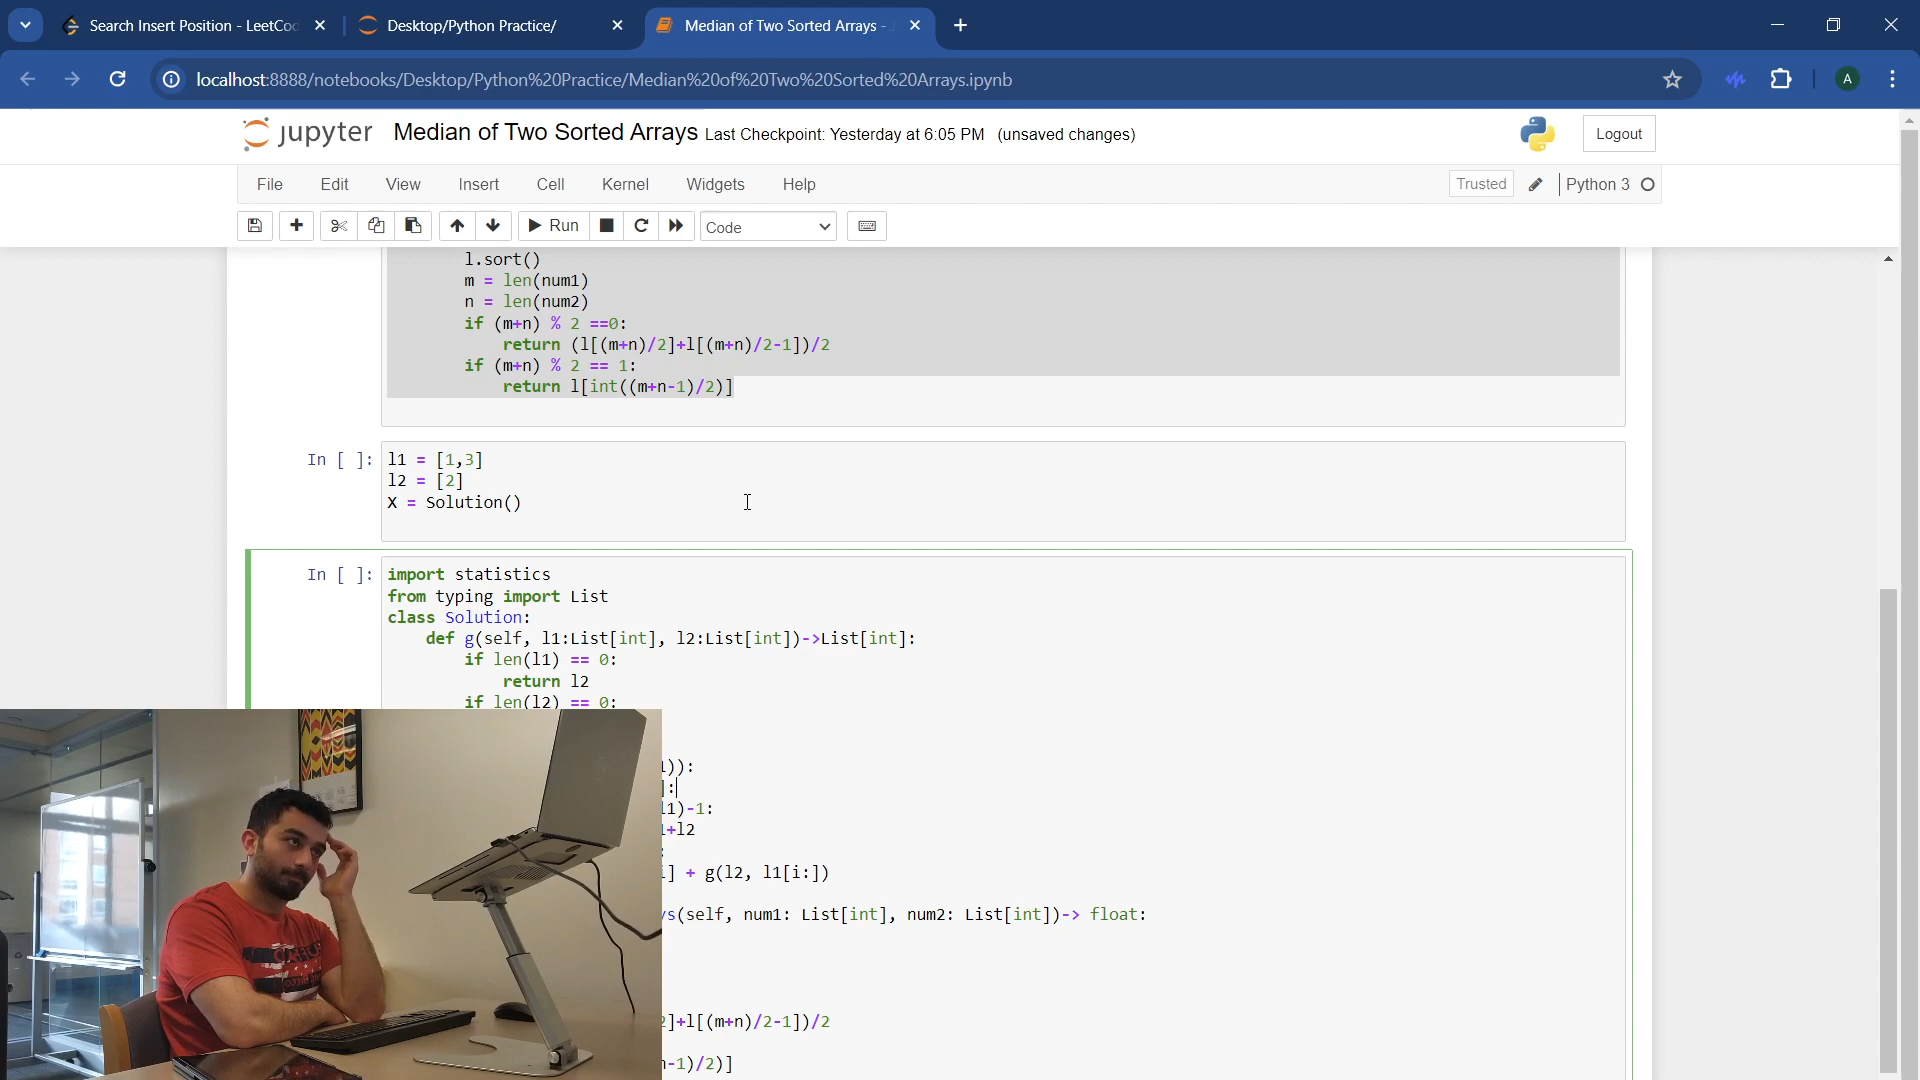 Search Insert Position - LeetCo
Desktop/Python Practice/
Median of Two Sorted Arrays -
localhost:8888/notebooks/Desktop/Python%20Practice/Median%20of%20Two%20Sorted%20Arrays.ipynb
A
jupyter Median of Two Sorted Arrays Last Checkpoint: Yesterday at 6:05 PM (unsaved changes)
Logout
File Edit View Insert Cell Kernel Widgets Help
Trusted Python 3
Run Code
l.sort()
m = len(num1)
n = len(num2)
if (m+n) % 2 ==0:
return (l[(m+n)/2]+l[(m+n)/2-1])/2
if (m+n) % 2 == 1:
return l[int((m+n-1)/2)]
In [ ]: l1 = [1,3]
l2 = [2]
X = Solution()
In [ ]: import statistics
from typing import List
class Solution:
def g(self, l1:List[int], l2:List[int])->List[int]:
if len(l1) == 0:
return l2
if len(l2) == 0:
)):
]:
l1)-1:
+l2
:
i] + g(l2, l1[i:])
s(self, num1: List[int], num2: List[int])-> float:
2]+l[(m+n)/2-1])/2
-1)/2)]